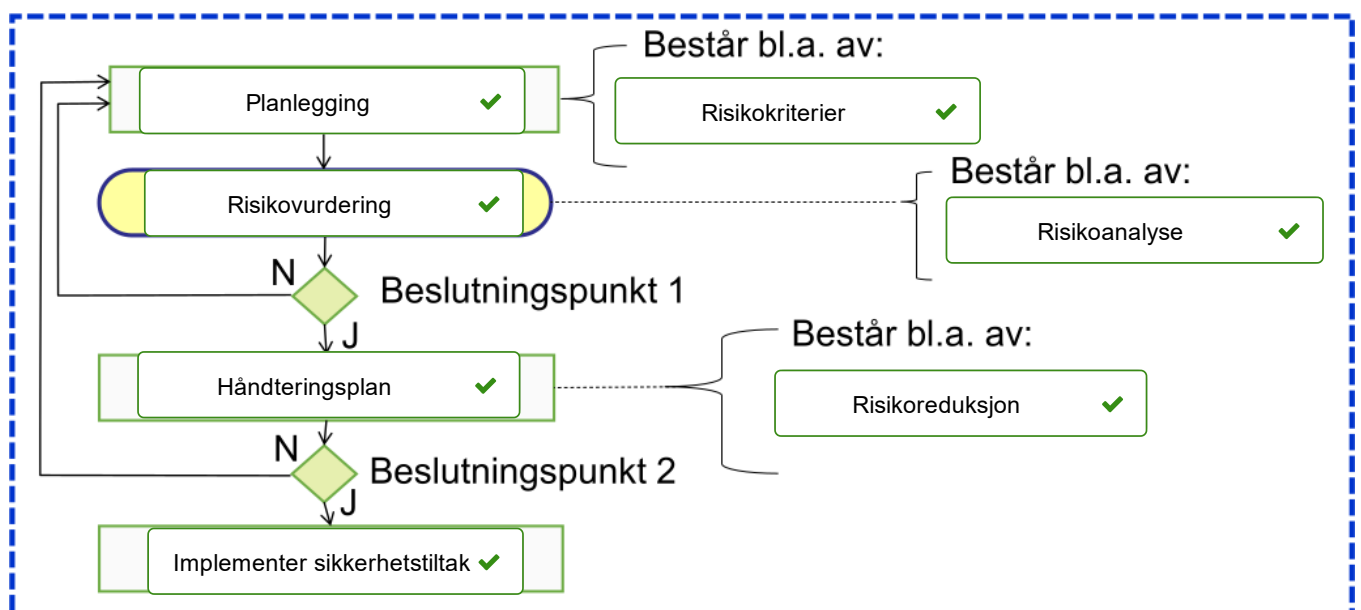 Består bl.a. av:
Planlegging
Risikokriterier
Består bl.a. av:
Risikovurdering
Risikoanalyse
N
Beslutningspunkt 1
J
Består bl.a. av:
Håndteringsplan
Risikoreduksjon
N
Beslutningspunkt 2
J
Implementer sikkerhetstiltak